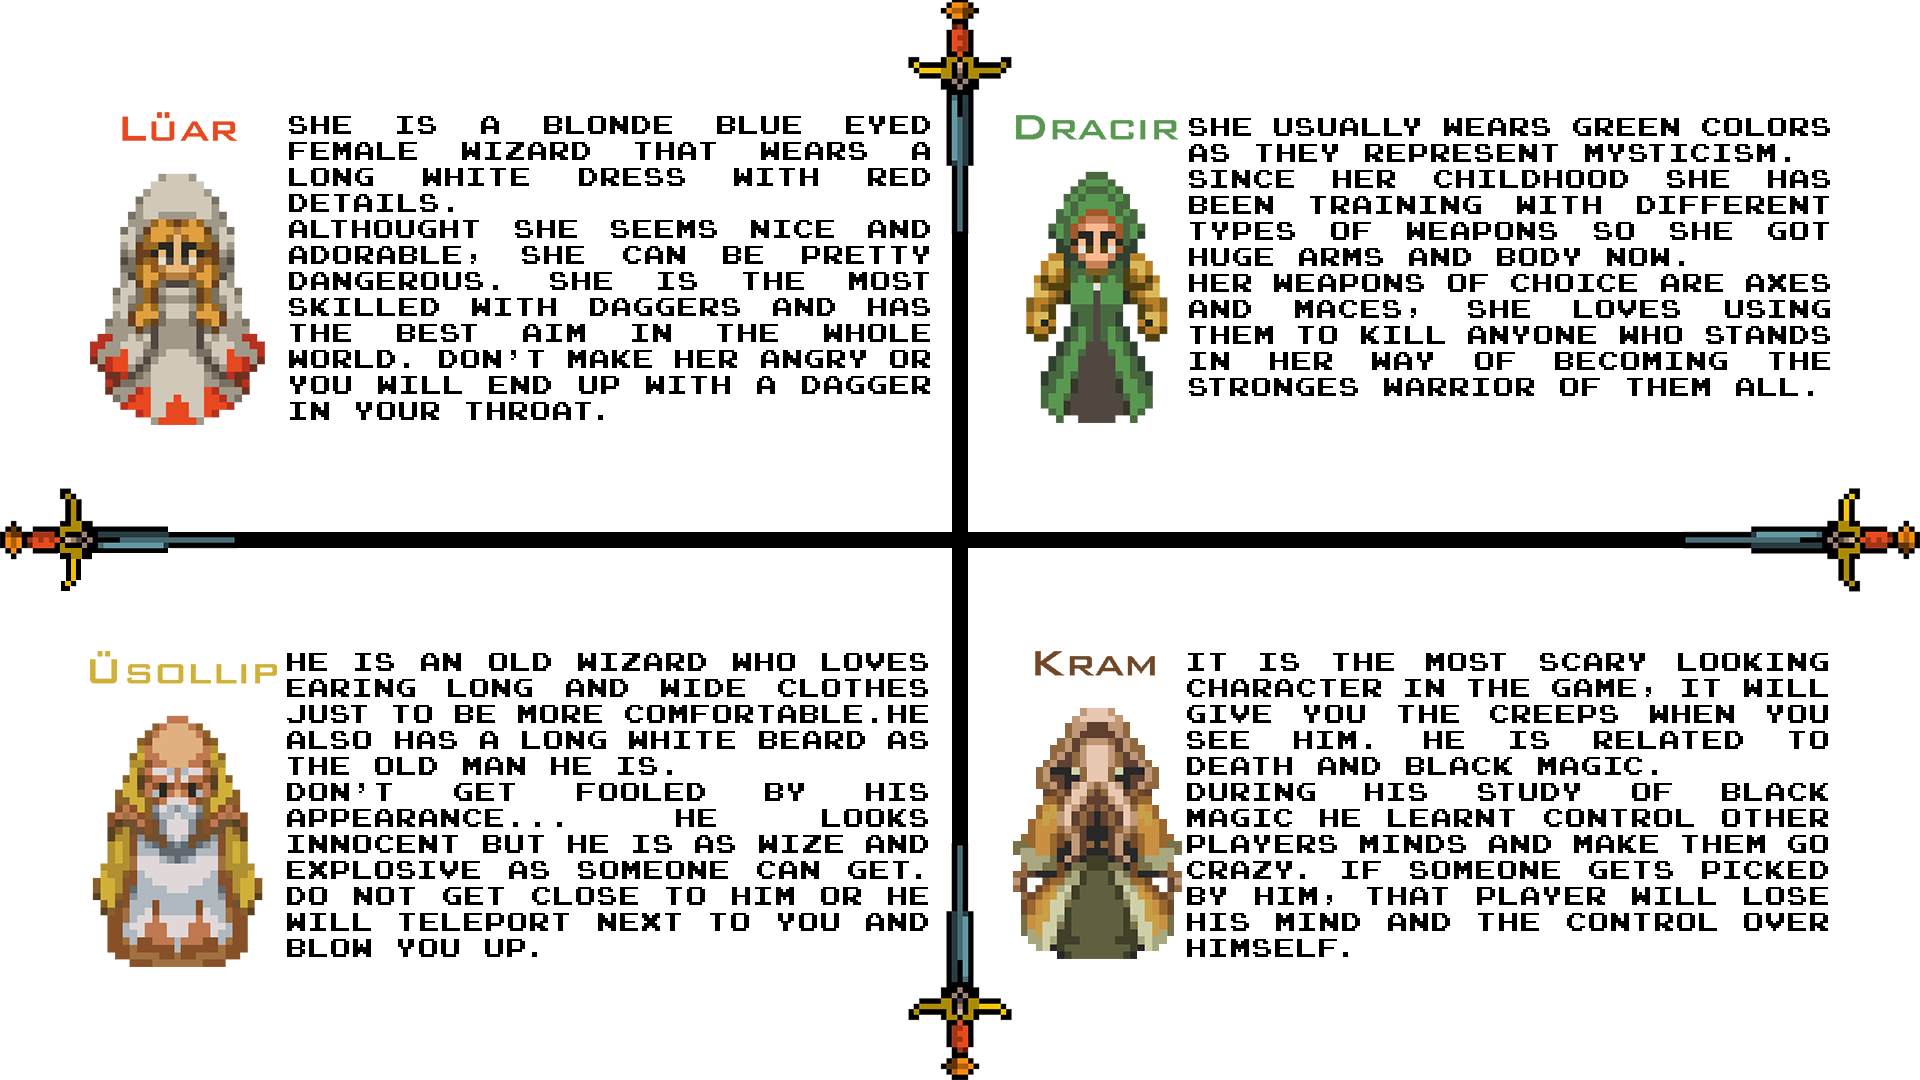 LÜAR
SHE IS A BLONDE BLUE EYED
FEMALE WIZARD THAT WEARS A
LONG WHITE DRESS WITH RED
DETAILS.
ALTHOUGHT SHE SEEMS NICE AND
ADORABLE, SHE CAN BE PRETTY
DANGEROUS. SHE IS THE MOST
SKILLED WITH DAGGERS AND HAS
THE BEST AIM IN THE WHOLE
WORLD. DON'T MAKE HER ANGRY OR
YOU WILL END UP WITH A DAGGER
IN YOUR THROAT.
DRACIR
SHE USUALLY WEARS GREEN COLORS
AS THEY REPRESENT MYSTICISM.
SINCE HER CHILDHOOD SHE HAS
BEEN TRAINING WITH DIFFERENT
TYPES OF WEAPONS SO SHE GOT
HUGE ARMS AND BODY NOW.
HER WEAPONS OF CHOICE ARE AXES
AND MACES, SHE LOVES USING
THEM TO KILL ANYONE WHO STANDS
IN HER WAY OF BECOMING THE
STRONGES WARRIOR OF THEM ALL.
ÜSOLLIP
HE IS AN OLD WIZARD WHO LOVES
EARING LONG AND WIDE CLOTHES
JUST TO BE MORE COMFORTABLE.HE
ALSO HAS A LONG WHITE BEARD AS
THE OLD MAN HE IS.
DON'T GET FOOLED BY HIS
APPEARANCE... HE LOOKS
INNOCENT BUT HE IS AS WIZE AND
EXPLOSIVE AS SOMEONE CAN GET.
DO NOT GET CLOSE TO HIM OR HE
WILL TELEPORT NEXT TO YOU AND
BLOW YOU UP.
KRAM
IT IS THE MOST SCARY LOOKING
CHARACTER IN THE GAME, IT WILL
GIVE YOU THE CREEPS WHEN YOU
SEE HIM. HE IS RELATED TO
DEATH AND BLACK MAGIC.
DURING HIS STUDY OF BLACK
MAGIC HE LEARNT CONTROL OTHER
PLAYERS MINDS AND MAKE THEM GO
CRAZY. IF SOMEONE GETS PICKED
BY HIM, THAT PLAYER WILL LOSE
HIS MIND AND THE CONTROL OVER
HIMSELF.